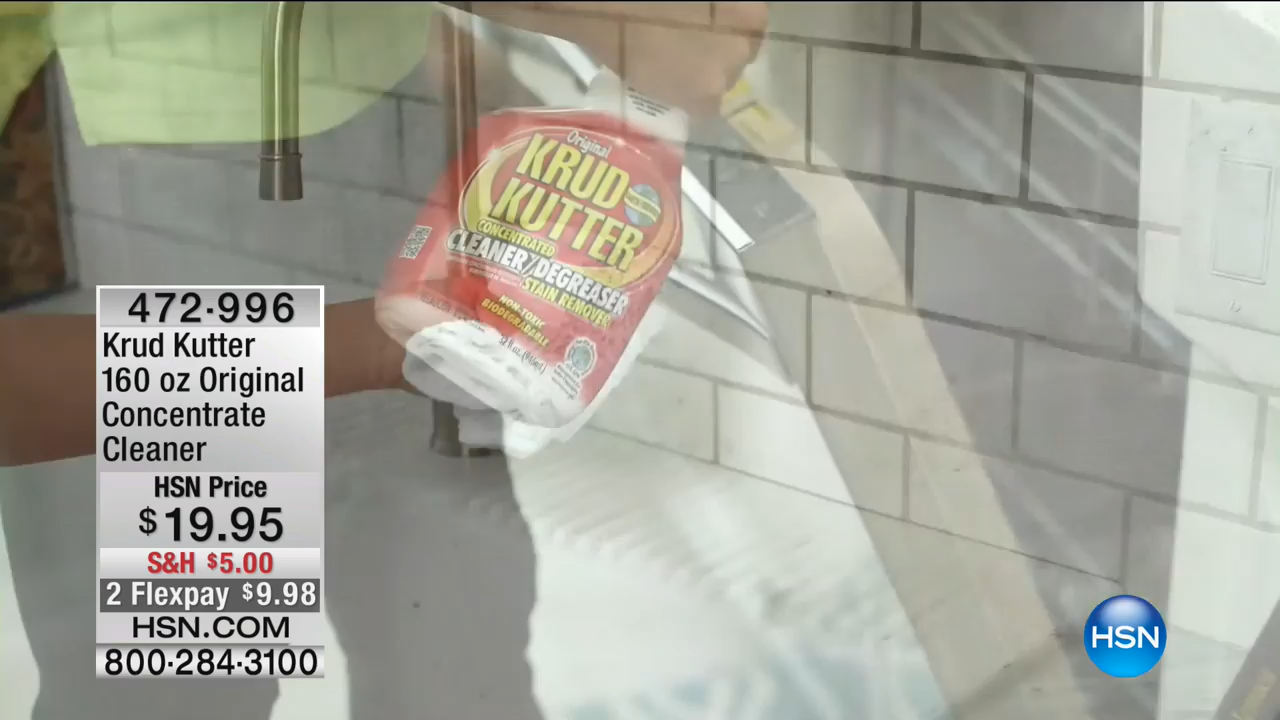 Original
KRUD
KUTTER
CONCENTRATED
CLEANER/DEGREASER
STAIN REMOVER
NON-TOXIC
BIODEGRADABLE
472·996
Krud Kutter
160 oz Original
Concentrate
Cleaner
HSN Price
$19.95
S&H $5.00
2 Flexpay $9.98
HSN.COM
800·284·3100
HSN